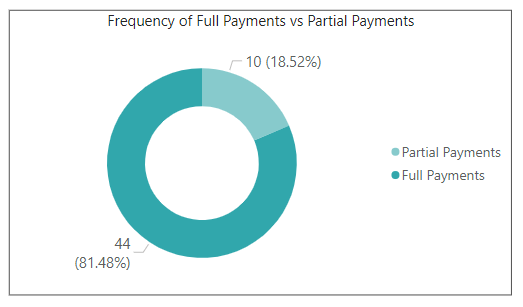 Frequency of Full Payments vs Partial Payments
10 (18.52%)
Partial Payments
Full Payments
44
(81.48%)